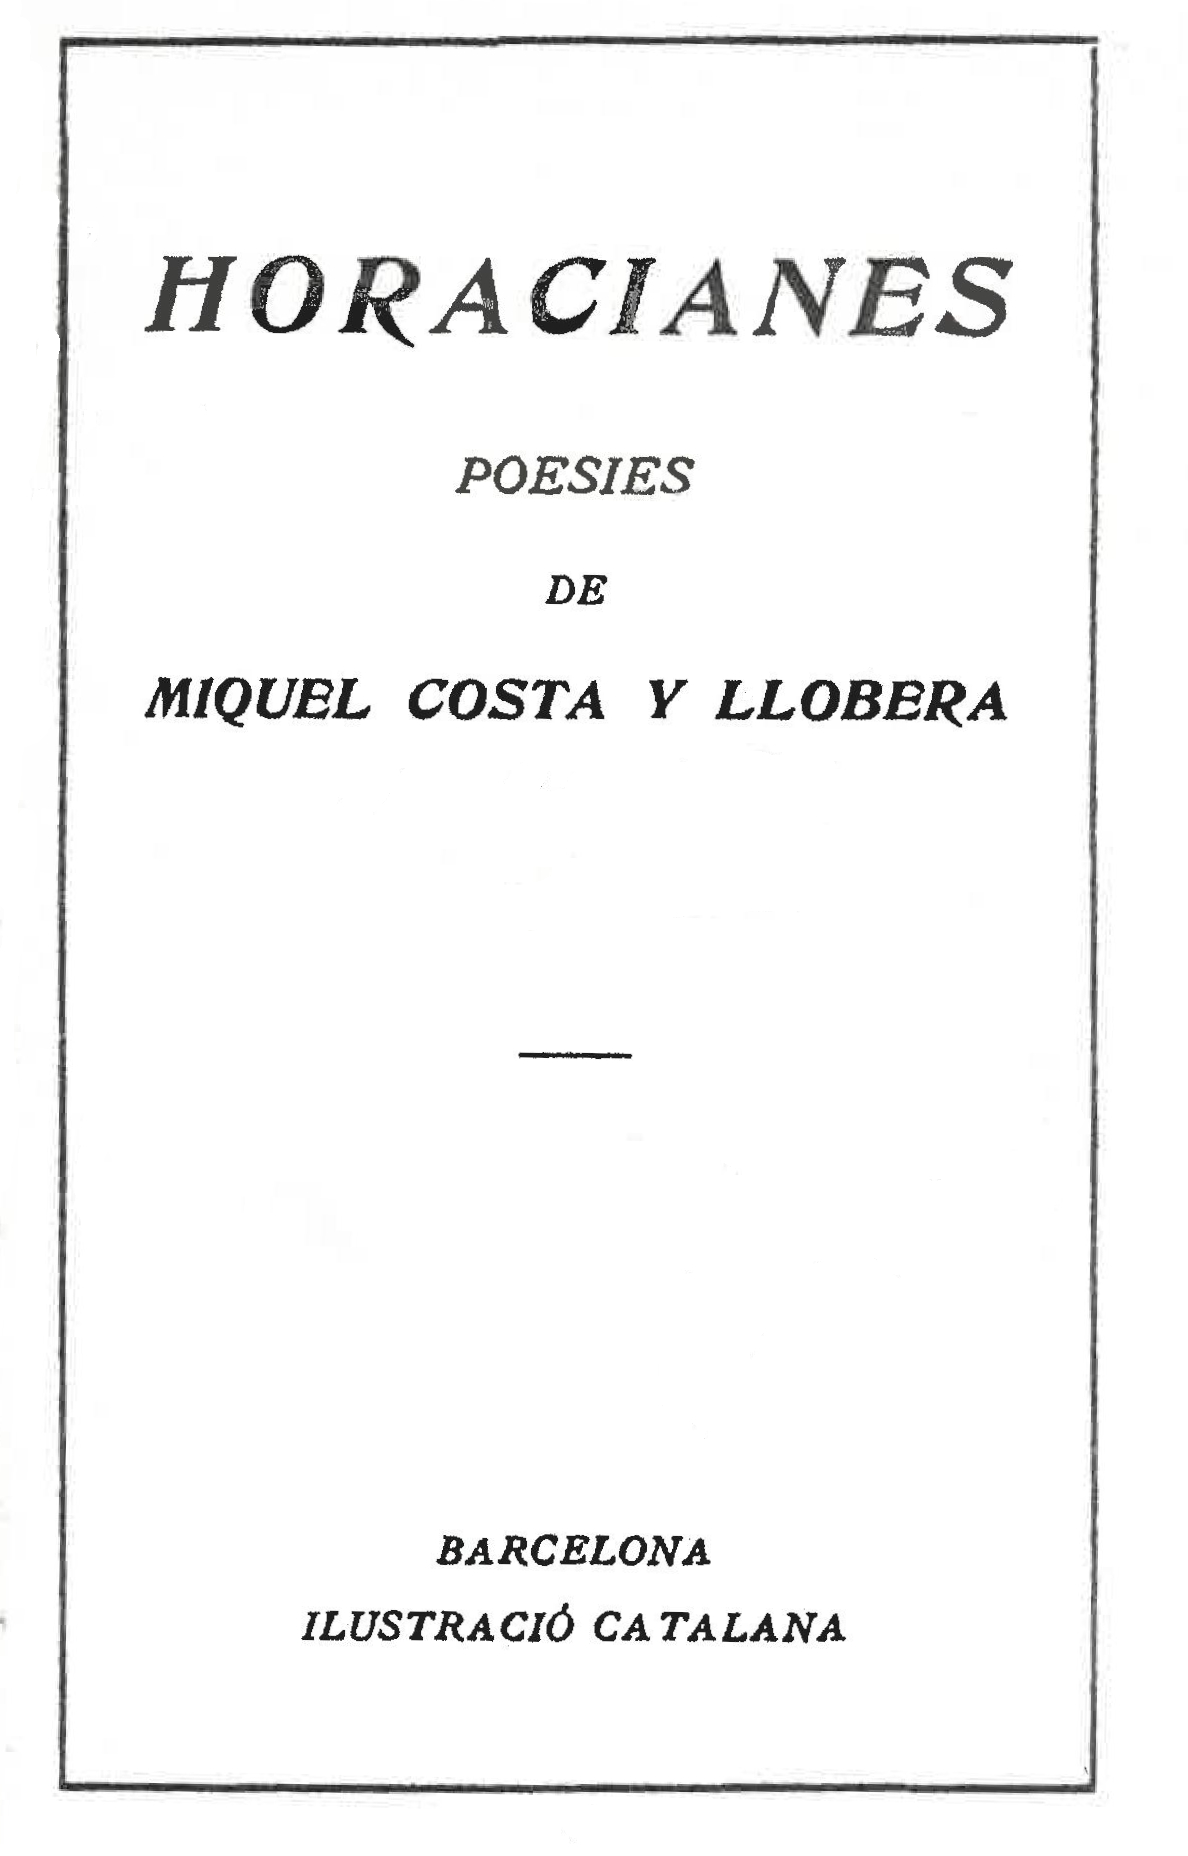 HORACIANES
POESIES
DE
MIQUEL COSTA Y LLOBERA
BARCELONA
ILUSTRACIÓ CATALANA